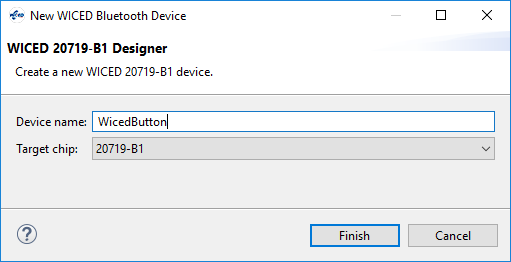 New WICED Bluetooth Device
WICED 20719-B1 Designer
Create a new WICED 20719-B1 device.
Device name: WicedButton
Target chip: 20719-B1
? Finish Cancel